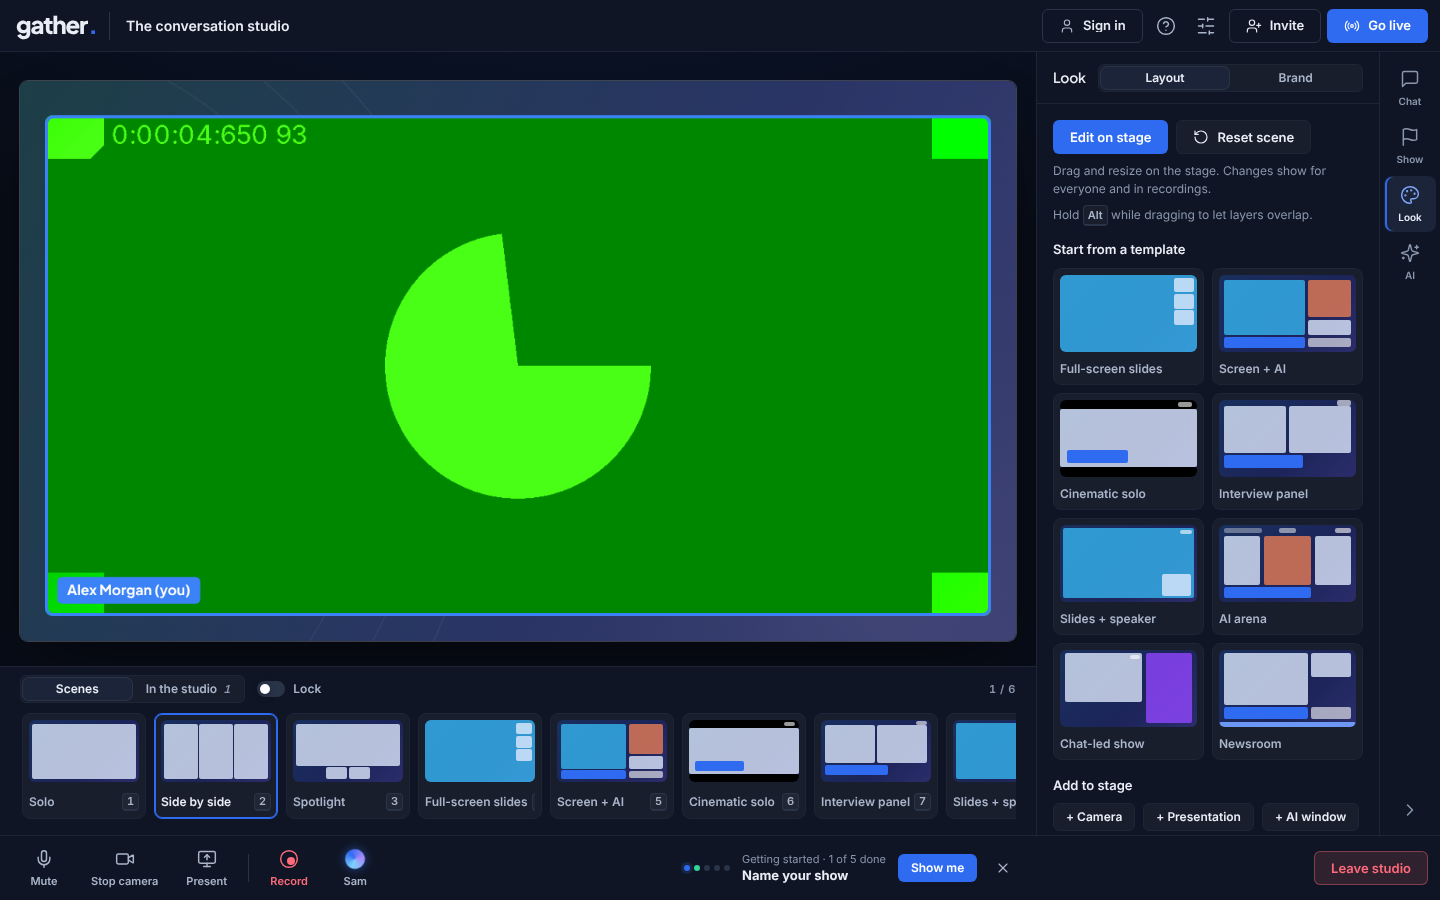 gather.
The conversation studio
Sign in
Invite
Go live
0:00:04:650 93
Alex Morgan (you)
Look
Layout
Brand
Edit on stage
Reset scene
Drag and resize on the stage. Changes show for
everyone and in recordings.
Hold Alt while dragging to let layers overlap.
Start from a template
Full-screen slides
Screen + AI
Cinematic solo
Interview panel
Slides + speaker
AI arena
Chat-led show
Newsroom
Add to stage
+ Camera
+ Presentation
+ AI window
Chat
Show
Look
AI
Scenes
In the studio 1
Lock
1 / 6
Solo 1
Side by side 2
Spotlight 3
Full-screen slides
Screen + AI 5
Cinematic solo 6
Interview panel 7
Slides + sp
Mute
Stop camera
Present
Record
Sam
Getting started · 1 of 5 done
Name your show
Show me
Leave studio